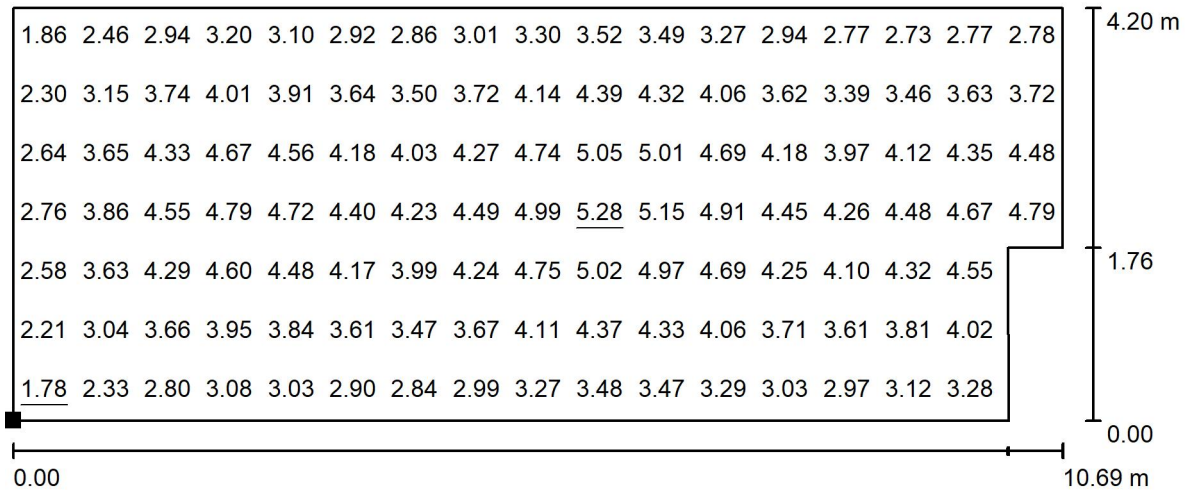 1.86 2.46 2.94 3.20 3.10 2.92 2.86 3.01 3.30 3.52 3.49 3.27 2.94 2.77 2.73 2.77 2.78
4.20 m
2.30 3.15 3.74 4.01 3.91 3.64 3.50 3.72 4.14 4.39 4.32 4.06 3.62 3.39 3.46 3.63 3.72
2.64 3.65 4.33 4.67 4.56 4.18 4.03 4.27 4.74 5.05 5.01 4.69 4.18 3.97 4.12 4.35 4.48
2.76 3.86 4.55 4.79 4.72 4.40 4.23 4.49 4.99 5.28 5.15 4.91 4.45 4.26 4.48 4.67 4.79
2.58 3.63 4.29 4.60 4.48 4.17 3.99 4.24 4.75 5.02 4.97 4.69 4.25 4.10 4.32 4.55
1.76
2.21 3.04 3.66 3.95 3.84 3.61 3.47 3.67 4.11 4.37 4.33 4.06 3.71 3.61 3.81 4.02
1.78 2.33 2.80 3.08 3.03 2.90 2.84 2.99 3.27 3.48 3.47 3.29 3.03 2.97 3.12 3.28
0.00
0.00
10.69 m